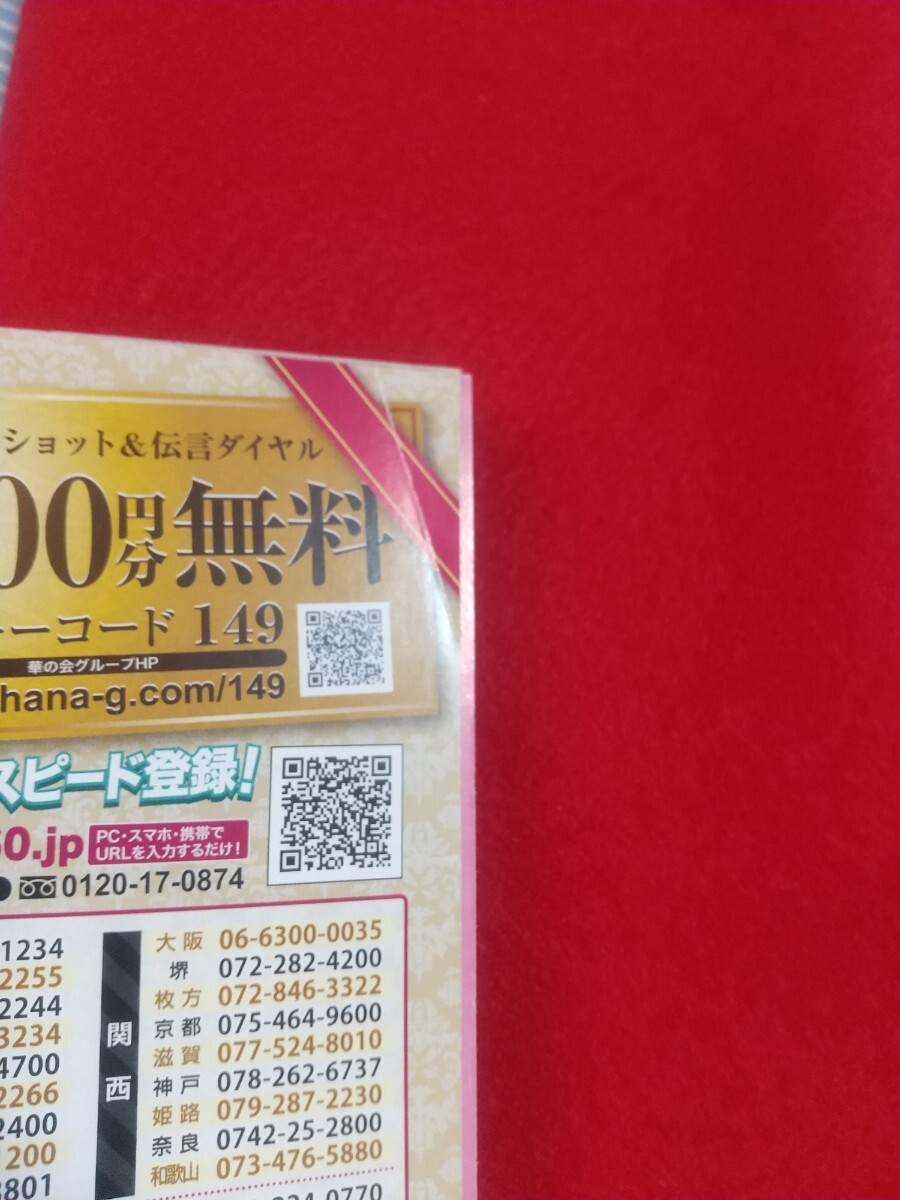 ショット&伝言ダイヤル
00円分無料
ーコード 149
華の会グループHP
hana-g.com/149
スピード登録!
0.jp
PC・スマホ・携帯で
URLを入力するだけ!
0120-17-0874
1234
2255
2244
3234
4700
2266
2400
1200
3801
関西
大阪 06-6300-0035
堺 072-282-4200
枚方 072-846-3322
京都 075-464-9600
滋賀 077-524-8010
神戸 078-262-6737
姫路 079-287-2230
奈良 0742-25-2800
和歌山 073-476-5880
0770